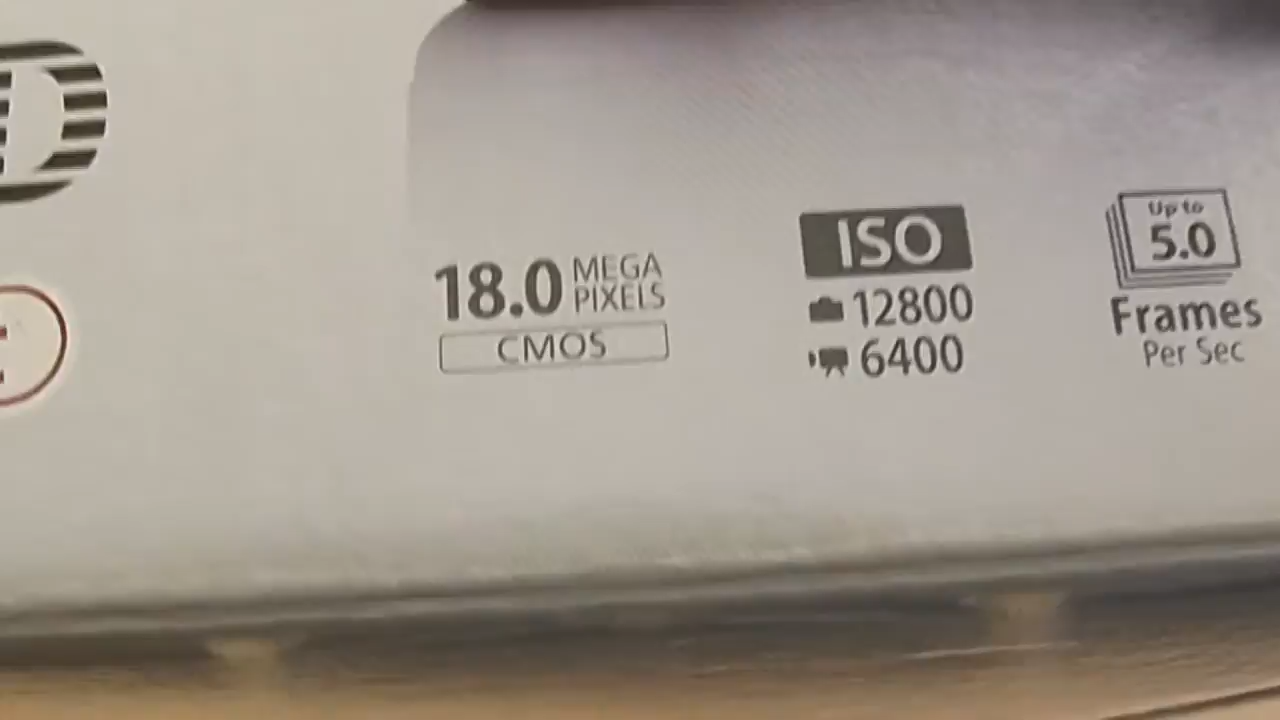 D
18.0 MEGA PIXELS
CMOS
ISO
12800
6400
Up to
5.0
Frames
Per Sec